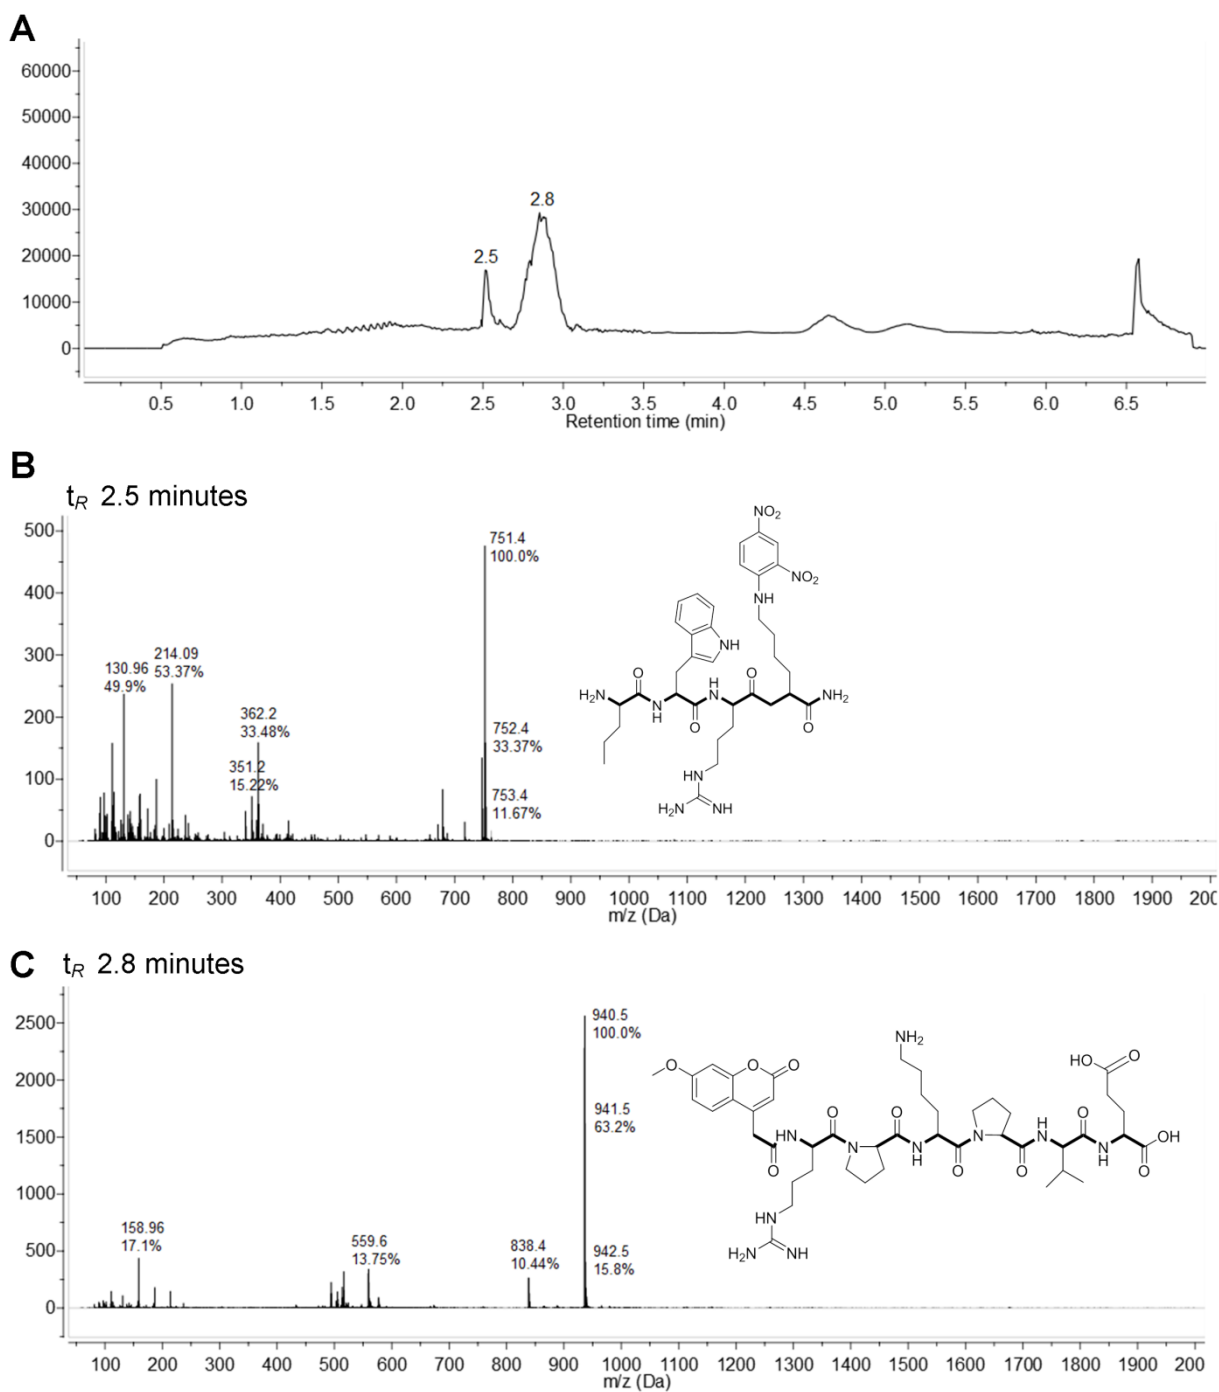 A
60000
50000
40000
30000
20000
10000
0
2.5
2.8
0.5 1.0 1.5 2.0 2.5 3.0 3.5 4.0 4.5 5.0 5.5 6.0 6.5
Retention time (min)
B
tR 2.5 minutes
500
400
300
200
100
0
130.96
49.9%
214.09
53.37%
362.2
33.48%
351.2
15.22%
751.4
100.0%
752.4
33.37%
753.4
11.67%
NO2
NO2
NH
NH
H2N
O
N
H
O
H
N
O
NH2
O
HN
H2N
NH
100 200 300 400 500 600 700 800 900 1000 1100 1200 1300 1400 1500 1600 1700 1800 1900 200
m/z (Da)
C tR 2.8 minutes
2500
2000
1500
1000
500
0
158.96
17.1%
559.6
13.75%
838.4
10.44%
940.5
100.0%
941.5
63.2%
942.5
15.8%
NH2
O
O
O
HO
O
O
HN
O
N
O
N
H
O
N
O
H
N
O
N
H
OH
O
HN
H2N
NH
100 200 300 400 500 600 700 800 900 1000 1100 1200 1300 1400 1500 1600 1700 1800 1900 200
m/z (Da)